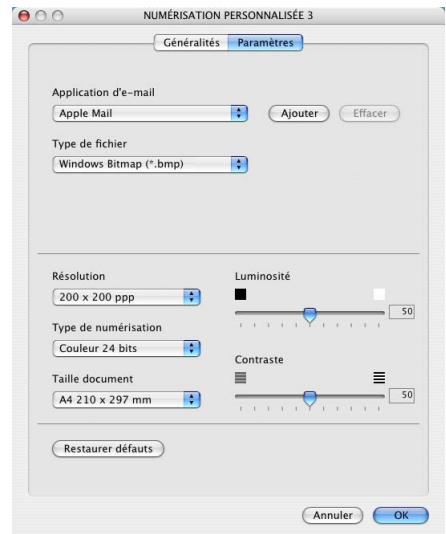 NUMÉRISATION PERSONNALISÉE 3
Généralités Paramètres
Application d'e-mail
Apple Mail Ajouter Effacer
Type de fichier
Windows Bitmap (*.bmp)
Résolution Luminosité
200 x 200 ppp 50
Type de numérisation
Couleur 24 bits
Contraste
Taille document
A4 210 x 297 mm 50
Restaurer défauts
Annuler OK